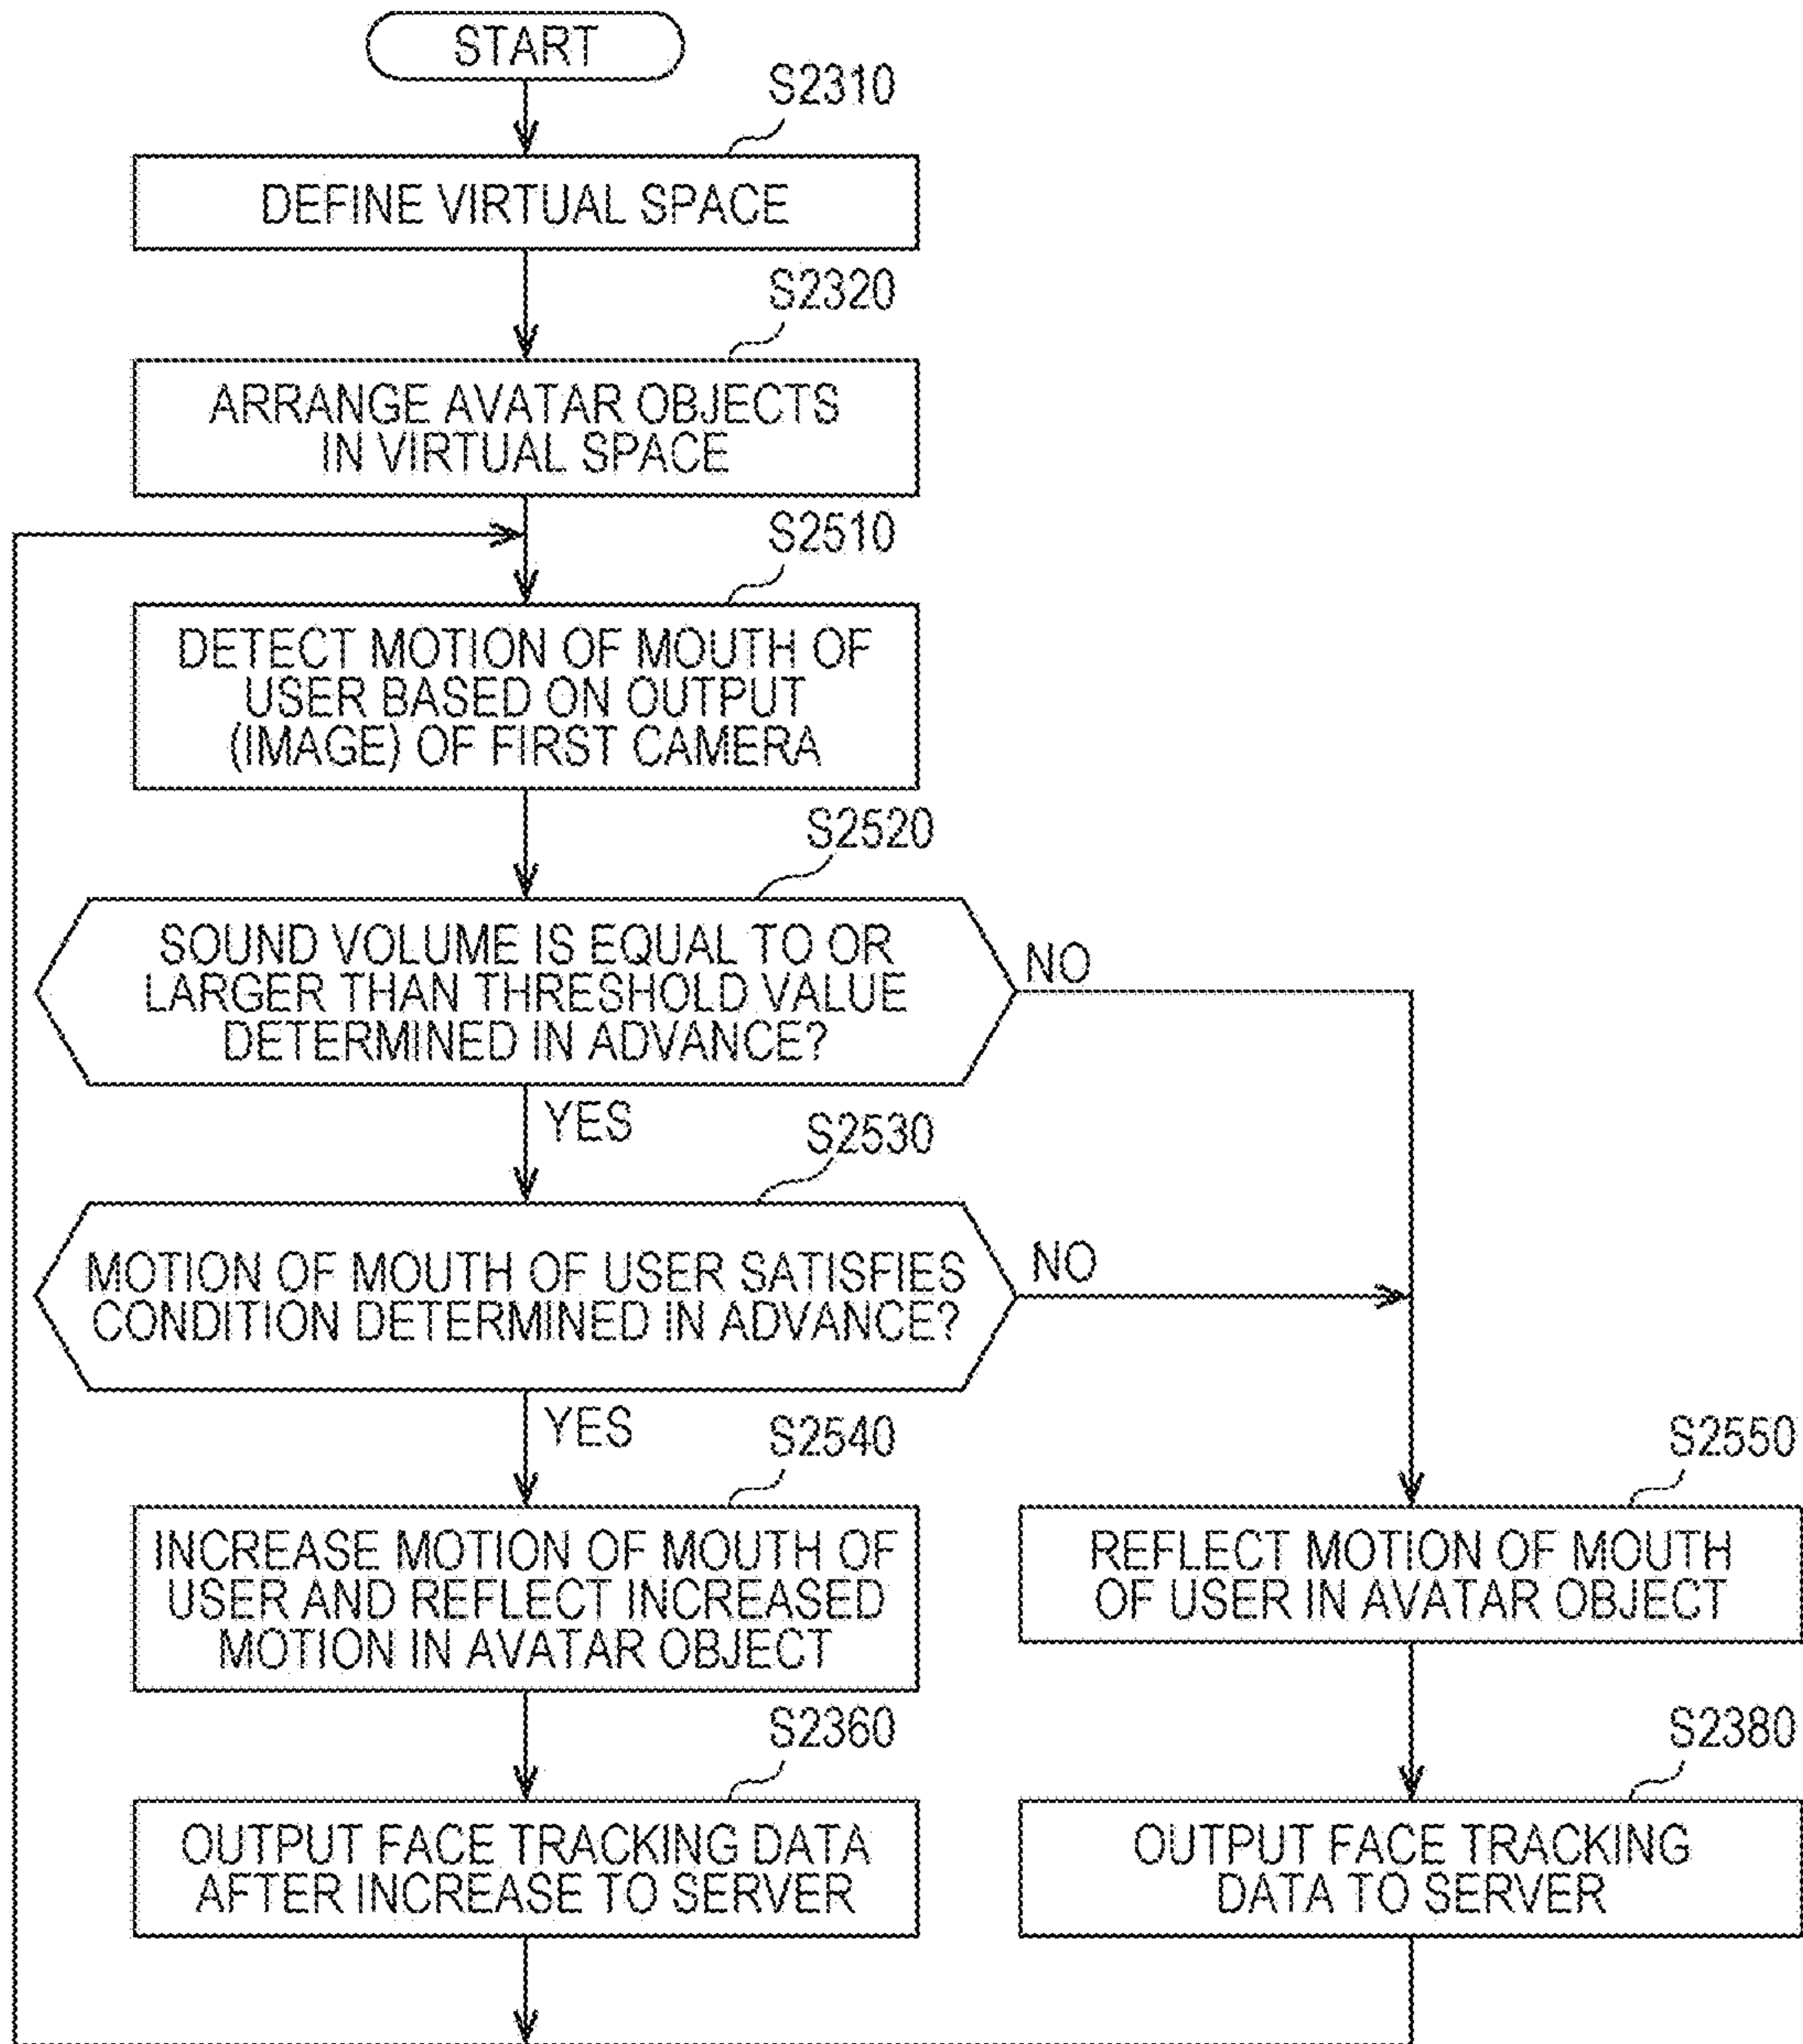 START
S2310
DEFINE VIRTUAL SPACE
S2320
ARRANGE AVATAR OBJECTS
IN VIRTUAL SPACE
S2510
DETECT MOTION OF MOUTH OF
USER BASED ON OUTPUT
(IMAGE) OF FIRST CAMERA
S2520
SOUND VOLUME IS EQUAL TO OR
LARGER THAN THRESHOLD VALUE
DETERMINED IN ADVANCE?
NO
YES
S2530
MOTION OF MOUTH OF USER SATISFIES
CONDITION DETERMINED IN ADVANCE?
NO
YES
S2540
INCREASE MOTION OF MOUTH OF
USER AND REFLECT INCREASED
MOTION IN AVATAR OBJECT
S2550
REFLECT MOTION OF MOUTH
OF USER IN AVATAR OBJECT
S2360
OUTPUT FACE TRACKING DATA
AFTER INCREASE TO SERVER
S2380
OUTPUT FACE TRACKING
DATA TO SERVER